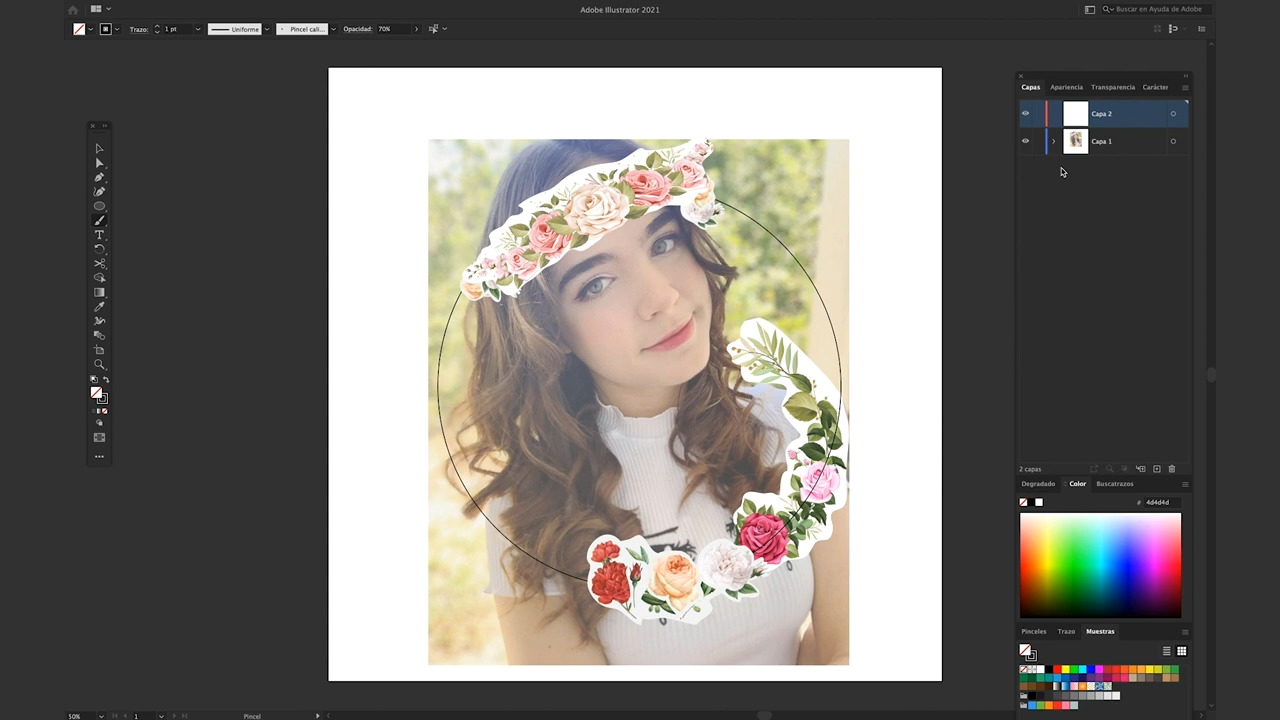 Adobe Illustrator 2021
Buscar en Ayuda de Adobe
Trazo: 1 pt Uniforme Pincel cali... Opacidad: 70%
Capas Apariencia Transparencia Carácter
Capa 2
Capa 1
2 capas
Degradado Color Buscatrazos
# 4d4d4d
Pinceles Trazo Muestras
50% 1 Pincel